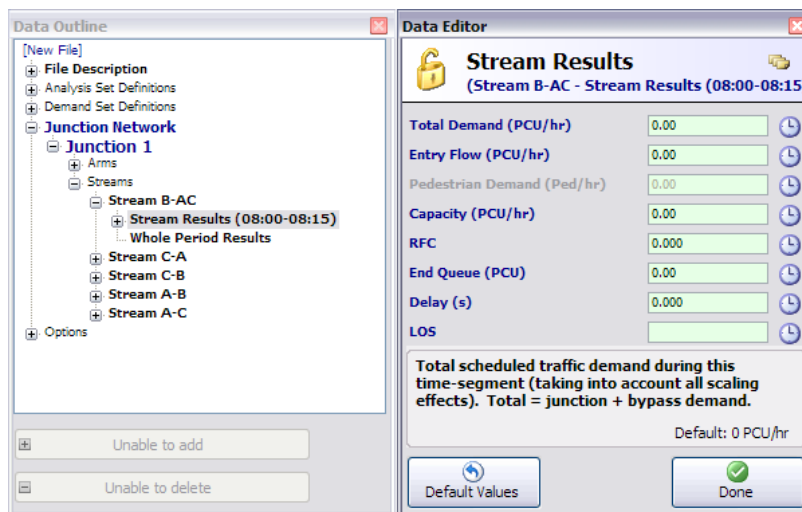 Data Outline
[New File]
File Description
Analysis Set Definitions
Demand Set Definitions
Junction Network
Junction 1
Arms
Streams
Stream B-AC
Stream Results (08:00-08:15)
Whole Period Results
Stream C-A
Stream C-B
Stream A-B
Stream A-C
Options
Unable to add
Unable to delete
Data Editor
Stream Results
(Stream B-AC - Stream Results (08:00-08:15
Total Demand (PCU/hr) 0.00
Entry Flow (PCU/hr) 0.00
Pedestrian Demand (Ped/hr) 0.00
Capacity (PCU/hr) 0.00
RFC 0.000
End Queue (PCU) 0.00
Delay (s) 0.000
LOS
Total scheduled traffic demand during this
time-segment (taking into account all scaling
effects). Total = junction + bypass demand.
Default: 0 PCU/hr
Default Values
Done